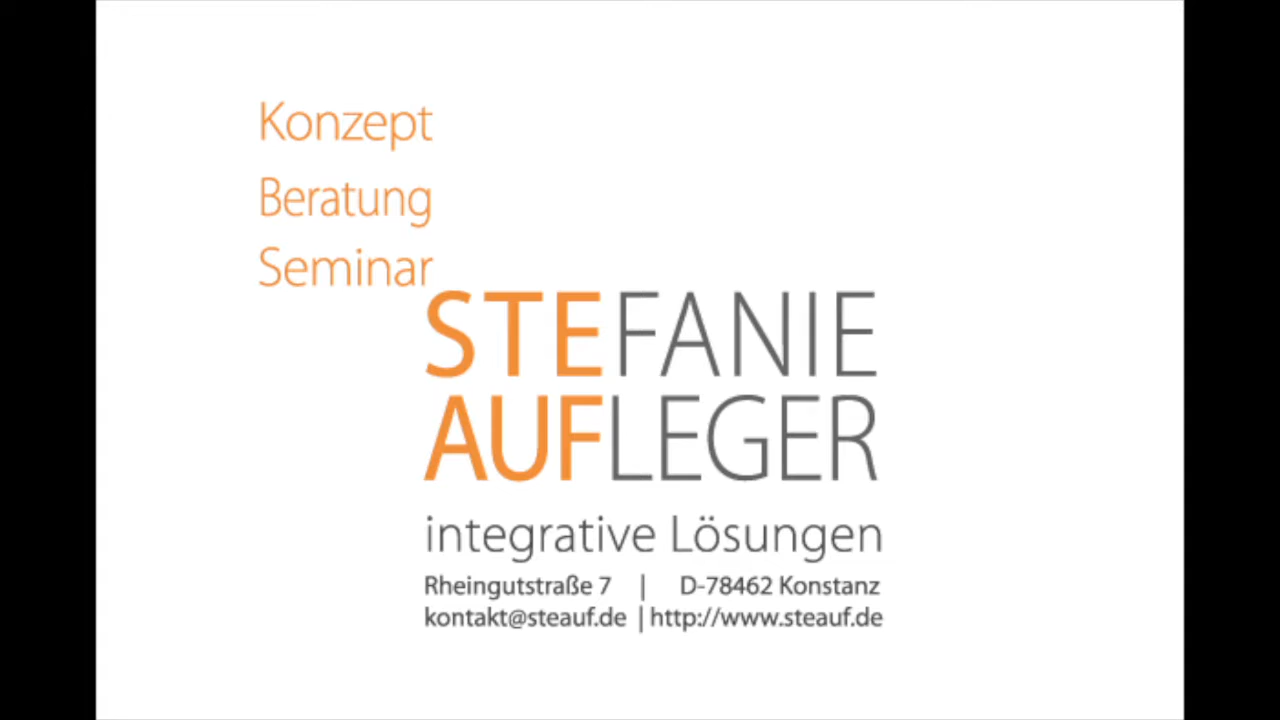 Konzept
Beratung
Seminar
STEFANIE
AUFLEGER
integrative Lösungen
Rheingutstraße 7 | D-78462 Konstanz
kontakt@steauf.de | http://www.steauf.de